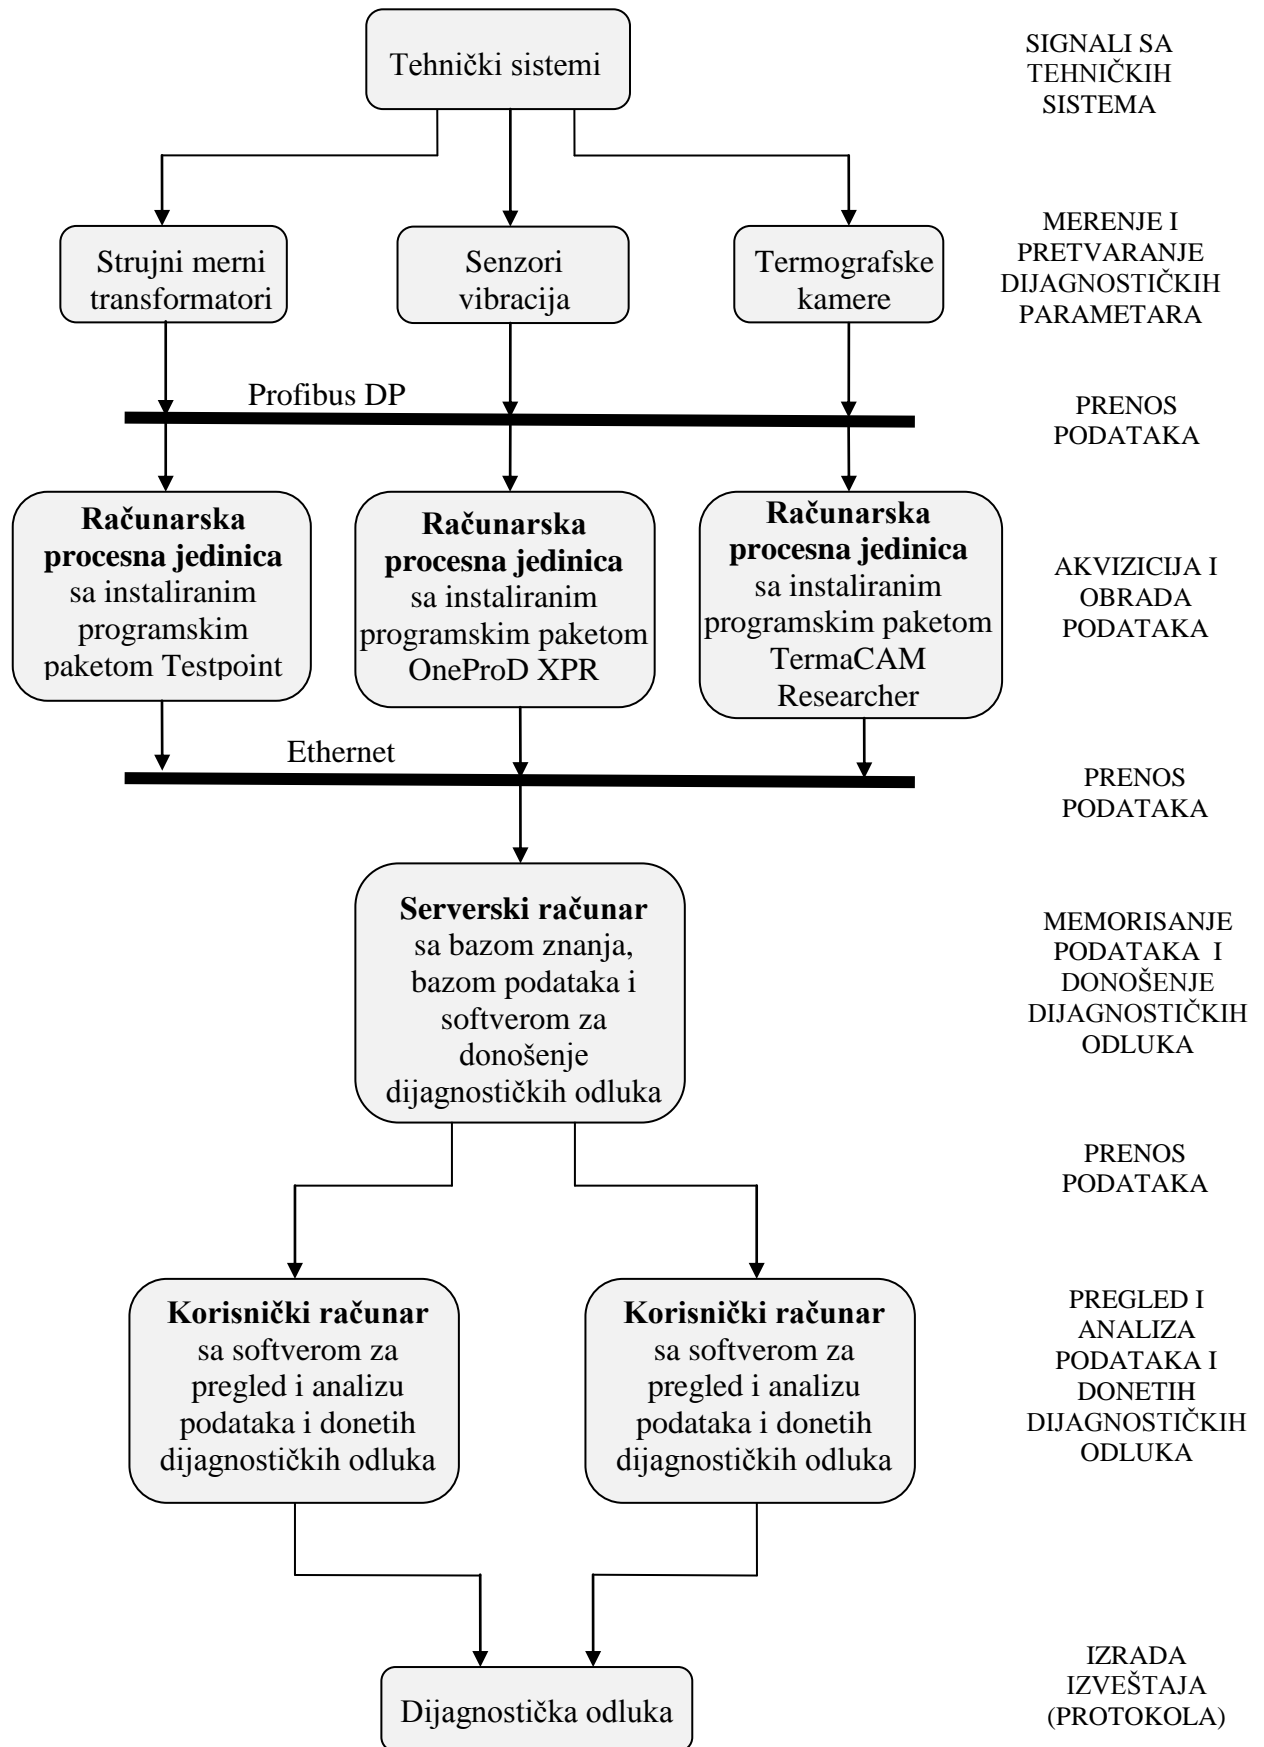 Tehnički sistemi
SIGNALI SA
TEHNIČKIH
SISTEMA
Strujni merni
transformatori
Senzori
vibracija
Termografske
kamere
MERENJE I
PRETVARANJE
DIJAGNOSTIČKIH
PARAMETARA
Profibus DP
PRENOS
PODATAKA
Računarska
procesna jedinica
sa instaliranim
programskim
paketom Testpoint
Računarska
procesna jedinica
sa instaliranim
programskim paketom
OneProD XPR
Računarska
procesna jedinica
sa instaliranim
programskim paketom
TermaCAM
Researcher
AKVIZICIJA I
OBRADA
PODATAKA
Ethernet
PRENOS
PODATAKA
Serverski računar
sa bazom znanja,
bazom podataka i
softverom za
donošenje
dijagnostičkih odluka
MEMORISANJE
PODATAKA I
DONOŠENJE
DIJAGNOSTIČKIH
ODLUKA
PRENOS
PODATAKA
Korisnički računar
sa softverom za
pregled i analizu
podataka i donetih
dijagnostičkih odluka
Korisnički računar
sa softverom za
pregled i analizu
podataka i donetih
dijagnostičkih odluka
PREGLED I
ANALIZA
PODATAKA I
DONETIH
DIJAGNOSTIČKIH
ODLUKA
Dijagnostička odluka
IZRADA
IZVEŠTAJA
(PROTOKOLA)